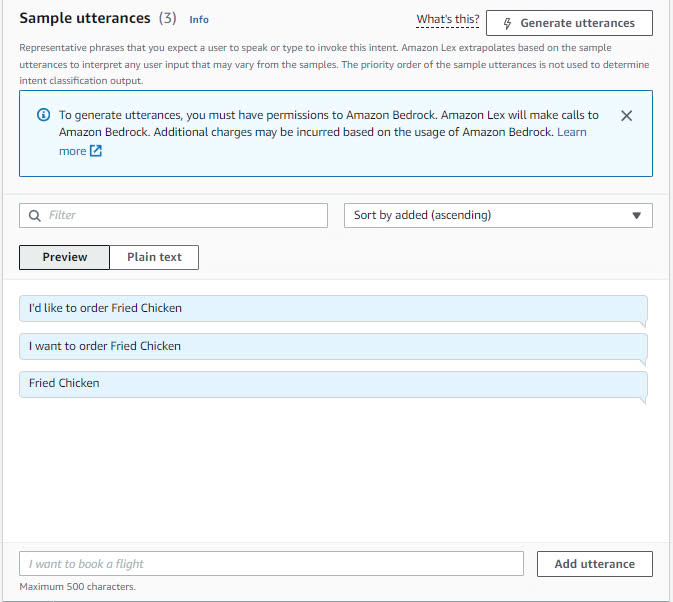 Sample utterances (3) Info
What's this?
Generate utterances
Representative phrases that you expect a user to speak or type to invoke this intent. Amazon Lex extrapolates based on the sample
utterances to interpret any user input that may vary from the samples. The priority order of the sample utterances is not used to determine
intent classification output.
To generate utterances, you must have permissions to Amazon Bedrock. Amazon Lex will make calls to
Amazon Bedrock. Additional charges may be incurred based on the usage of Amazon Bedrock. Learn
more
Filter
Sort by added (ascending)
Preview
Plain text
I'd like to order Fried Chicken
I want to order Fried Chicken
Fried Chicken
I want to book a flight
Add utterance
Maximum 500 characters.